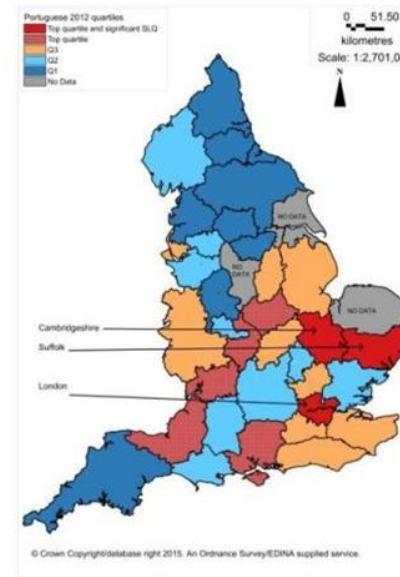 Portuguese 2012 quartiles
Top quartile and significant SLQ
Top quartile
Q3
Q2
Q1
No Data
0 51.50
kilometres
Scale: 1:2,701,0
N
NO DATA
NO
DATA
NO DATA
Cambridgeshire
Suffolk
London
© Crown Copyright/database right 2015. An Ordnance Survey/EDINA supplied service.